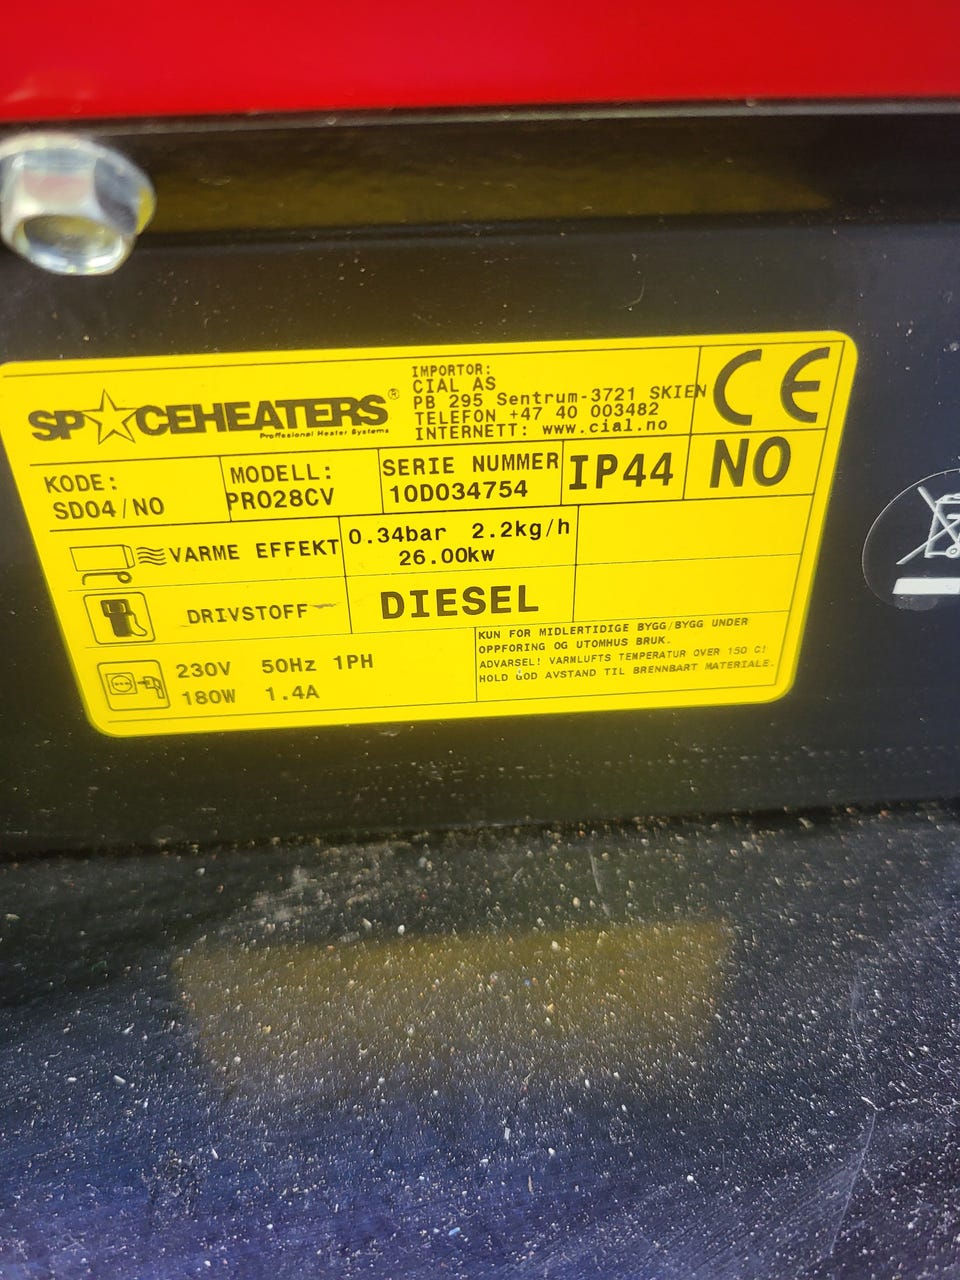 SPACEHEATERS®
Professional Heater Systems
IMPORTOR:
CIAL AS
PB 295 Sentrum-3721 SKIEN
TELEFON +47 40 003482
INTERNETT: www.cial.no
CE
KODE:
SD04/NO
MODELL:
PRO28CV
SERIE NUMMER
10D034754
IP44
NO
VARME EFFEKT
0.34bar 2.2kg/h
26.00kw
DRIVSTOFF
DIESEL
230V 50Hz 1PH
180W 1.4A
KUN FOR MIDLERTIDIGE BYGG/BYGG UNDER
OPPFORING OG UTOMHUS BRUK.
ADVARSEL! VARMLUFTS TEMPERATUR OVER 150 C!
HOLD GOD AVSTAND TIL BRENNBART MATERIALE.